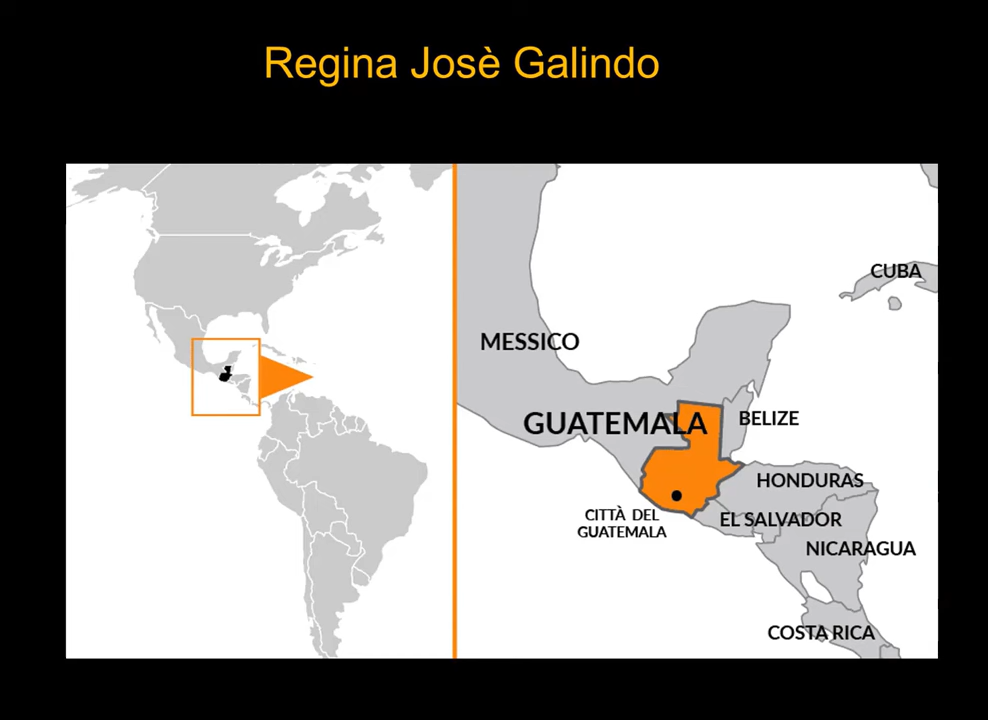 Regina Josè Galindo
CUBA
MESSICO
GUATEMALA
BELIZE
HONDURAS
CITTÀ DEL
GUATEMALA
EL SALVADOR
NICARAGUA
COSTA RICA